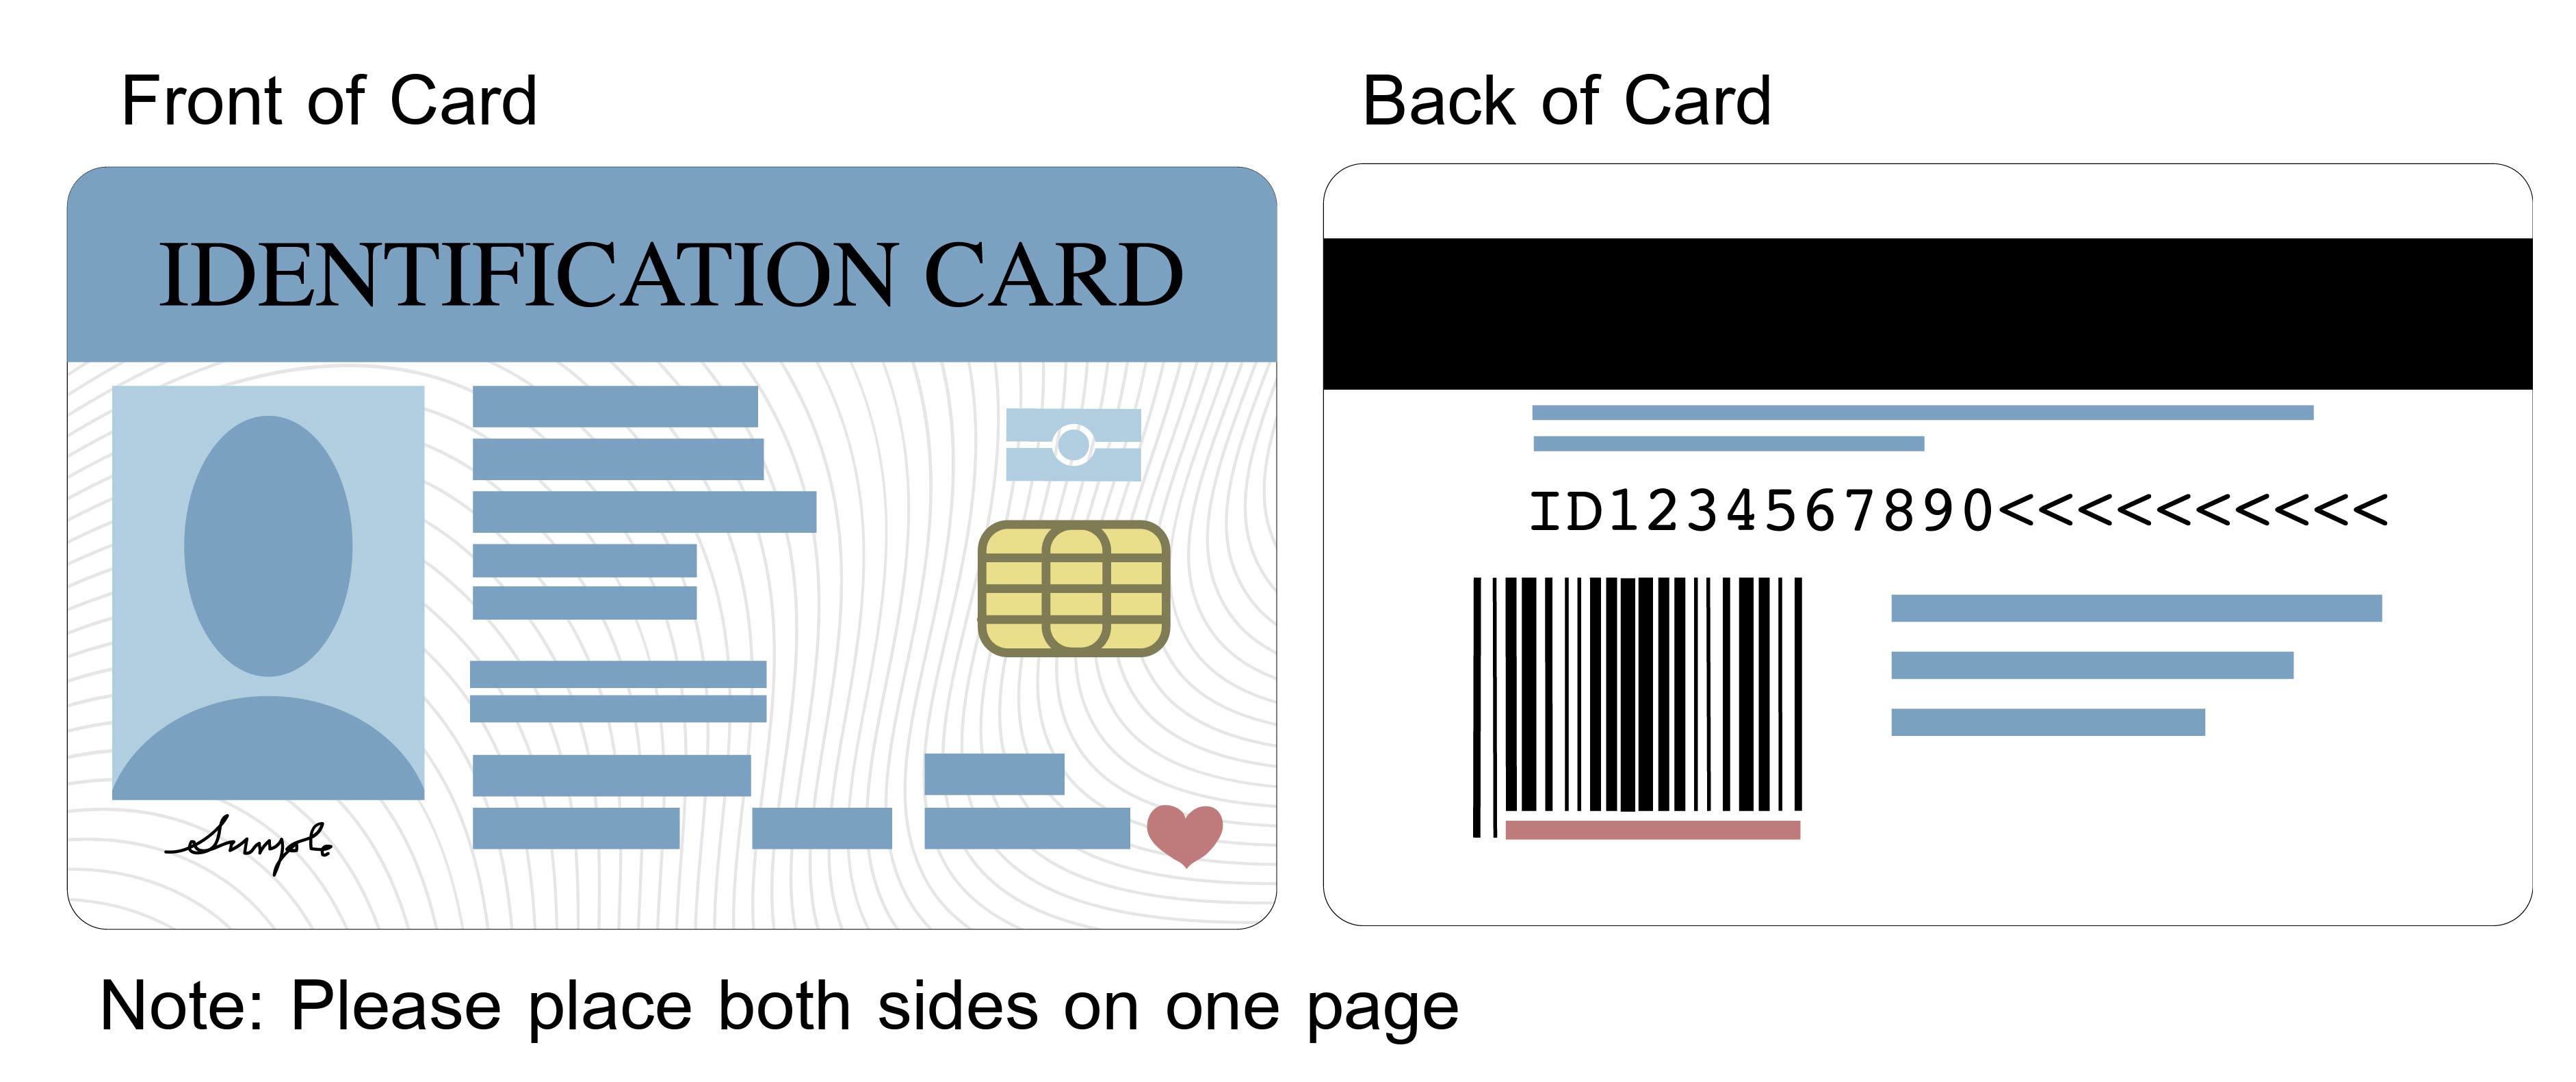 Front of Card
Back of Card
IDENTIFICATION CARD
Sample
ID1234567890<<<<<<<<<<
Note: Please place both sides on one page